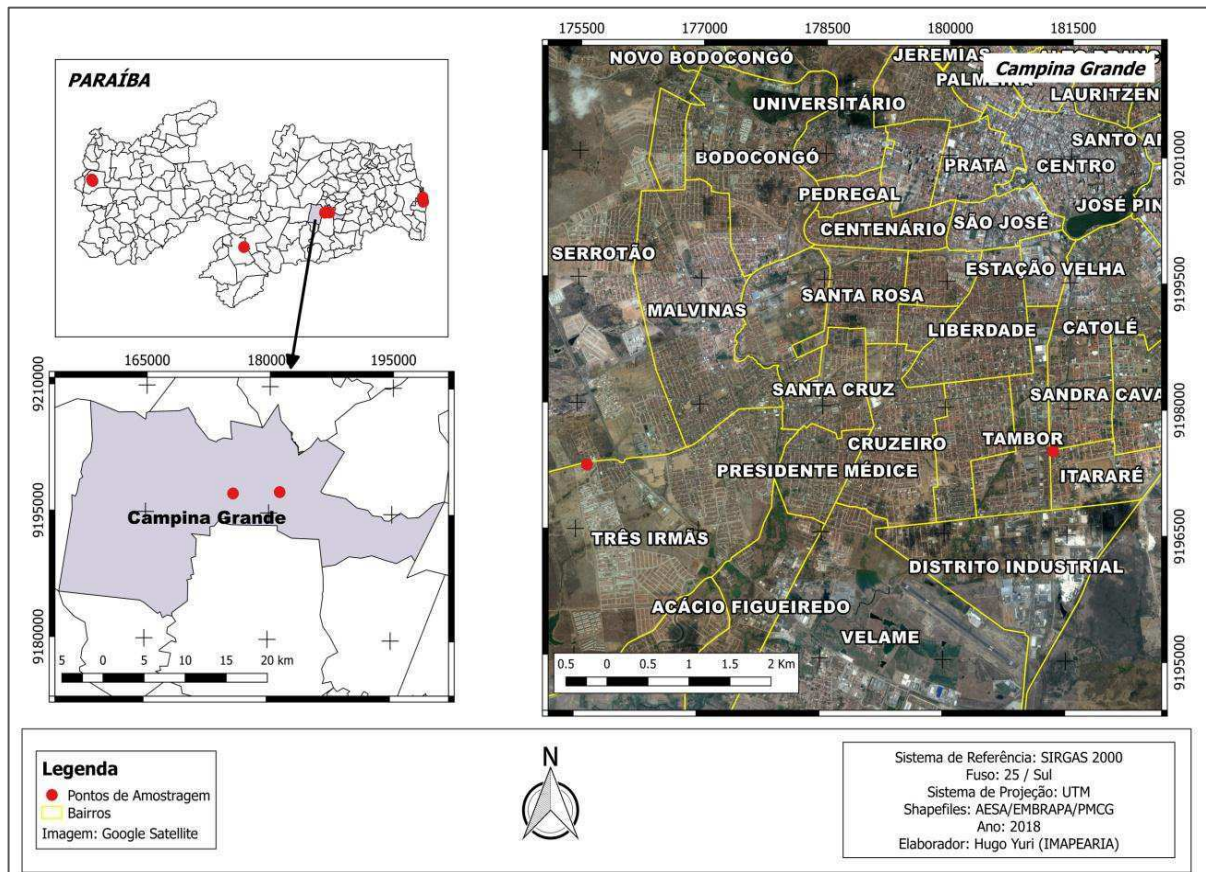 PARAÍBA
165000 180000 195000
9210000
9195000
9180000
Campina Grande
5 0 5 10 15 20 km
175500 177000 178500 180000 181500
NOVO BODOCONGÓ
JEREMIAS
Campina Grande
UNIVERSITÁRIO
LAURITZEN
BODOCONGÓ
PRATA
CENTRO
PEDREGAL
JOSÉ PIN
CENTENÁRIO
SÃO JOSÉ
SERROTÃO
ESTAÇÃO VELHA
SANTA ROSA
MALVINAS
LIBERDADE
CATOLÉ
SANTA CRUZ
SANDRA CAVA
CRUZEIRO
TAMBOR
PRESIDENTE MÉDICE
ITARARÉ
TRÊS IRMÃS
DISTRITO INDUSTRIAL
ACÁCIO FIGUEIREDO
VELAME
0.5 0 0.5 1 1.5 2 Km
9201000
9199500
9198000
9196500
9195000
Legenda
Pontos de Amostragem
Bairros
Imagem: Google Satellite
N
Sistema de Referência: SIRGAS 2000
Fuso: 25 / Sul
Sistema de Projeção: UTM
Shapefiles: AESA/EMBRAPA/PMCG
Ano: 2018
Elaborador: Hugo Yuri (IMAPEARIA)